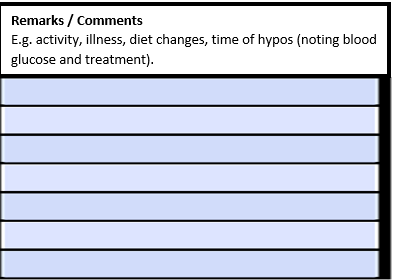 Remarks / Comments
E.g. activity, illness, diet changes, time of hypos (noting blood
glucose and treatment).